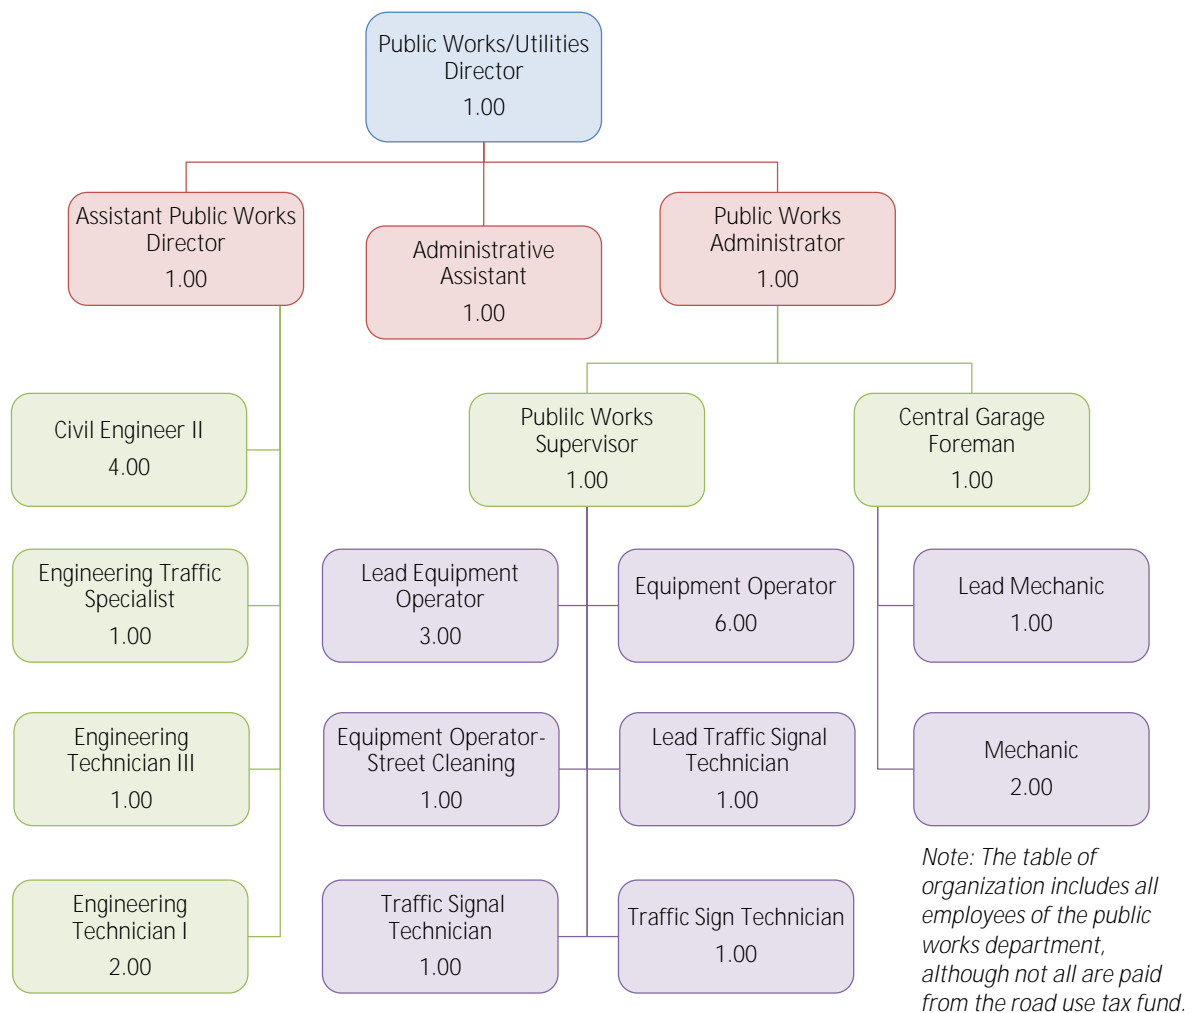 Public Works/Utilities
Director
1.00
Assistant Public Works
Director
1.00
Administrative
Assistant
1.00
Public Works
Administrator
1.00
Civil Engineer II
4.00
Publilc Works
Supervisor
1.00
Central Garage
Foreman
1.00
Engineering Traffic
Specialist
1.00
Lead Equipment
Operator
3.00
Equipment Operator
6.00
Lead Mechanic
1.00
Engineering
Technician III
1.00
Equipment Operator-
Street Cleaning
1.00
Lead Traffic Signal
Technician
1.00
Mechanic
2.00
Engineering
Technician I
2.00
Traffic Signal
Technician
1.00
Traffic Sign Technician
1.00
Note: The table of
organization includes all
employees of the public
works department,
although not all are paid
from the road use tax fund.